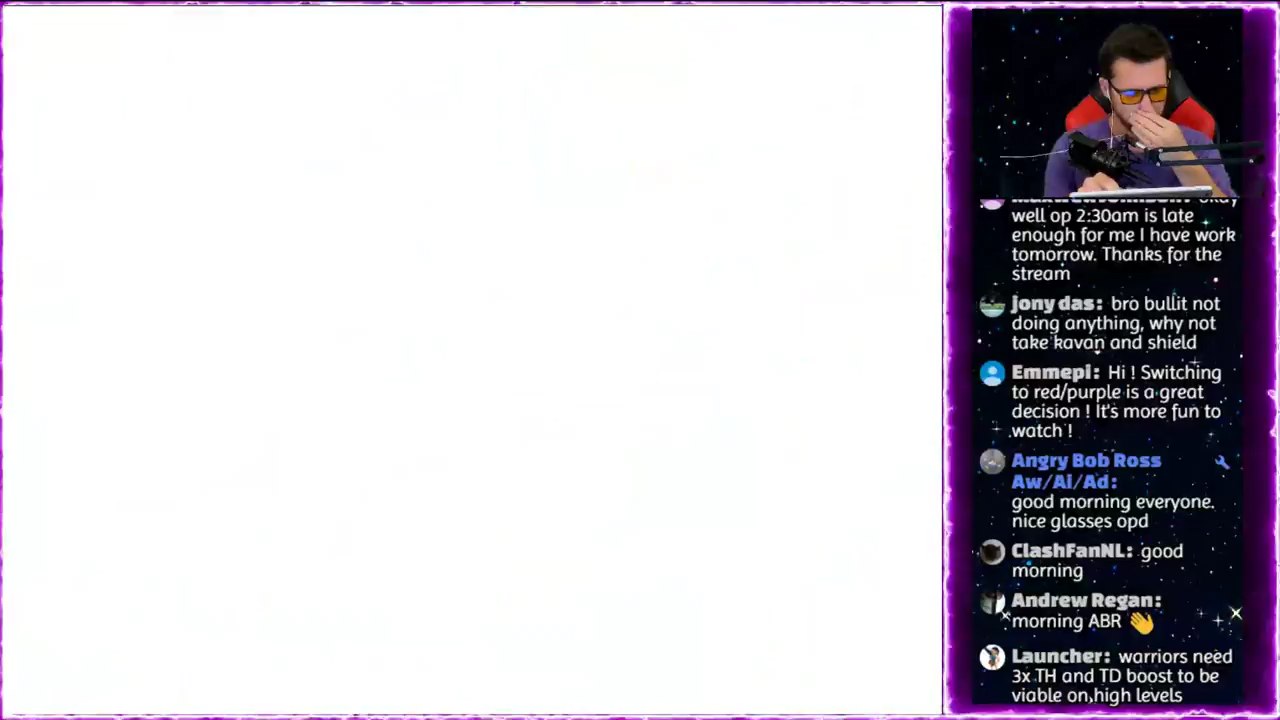 well op 2:30am is late
enough for me I have work
tomorrow. Thanks for the
stream
jony das: bro bullit not
doing anything, why not
take kavan and shield
Emmepi: Hi ! Switching
to red/purple is a great
decision ! It's more fun to
watch !
Angry Bob Ross
Aw/Ai/Ad:
good morning everyone.
nice glasses opd
ClashFanNL: good
morning
Andrew Regan:
morning ABR 👋
Launcher: warriors need
3x TH and TD boost to be
viable on,high levels